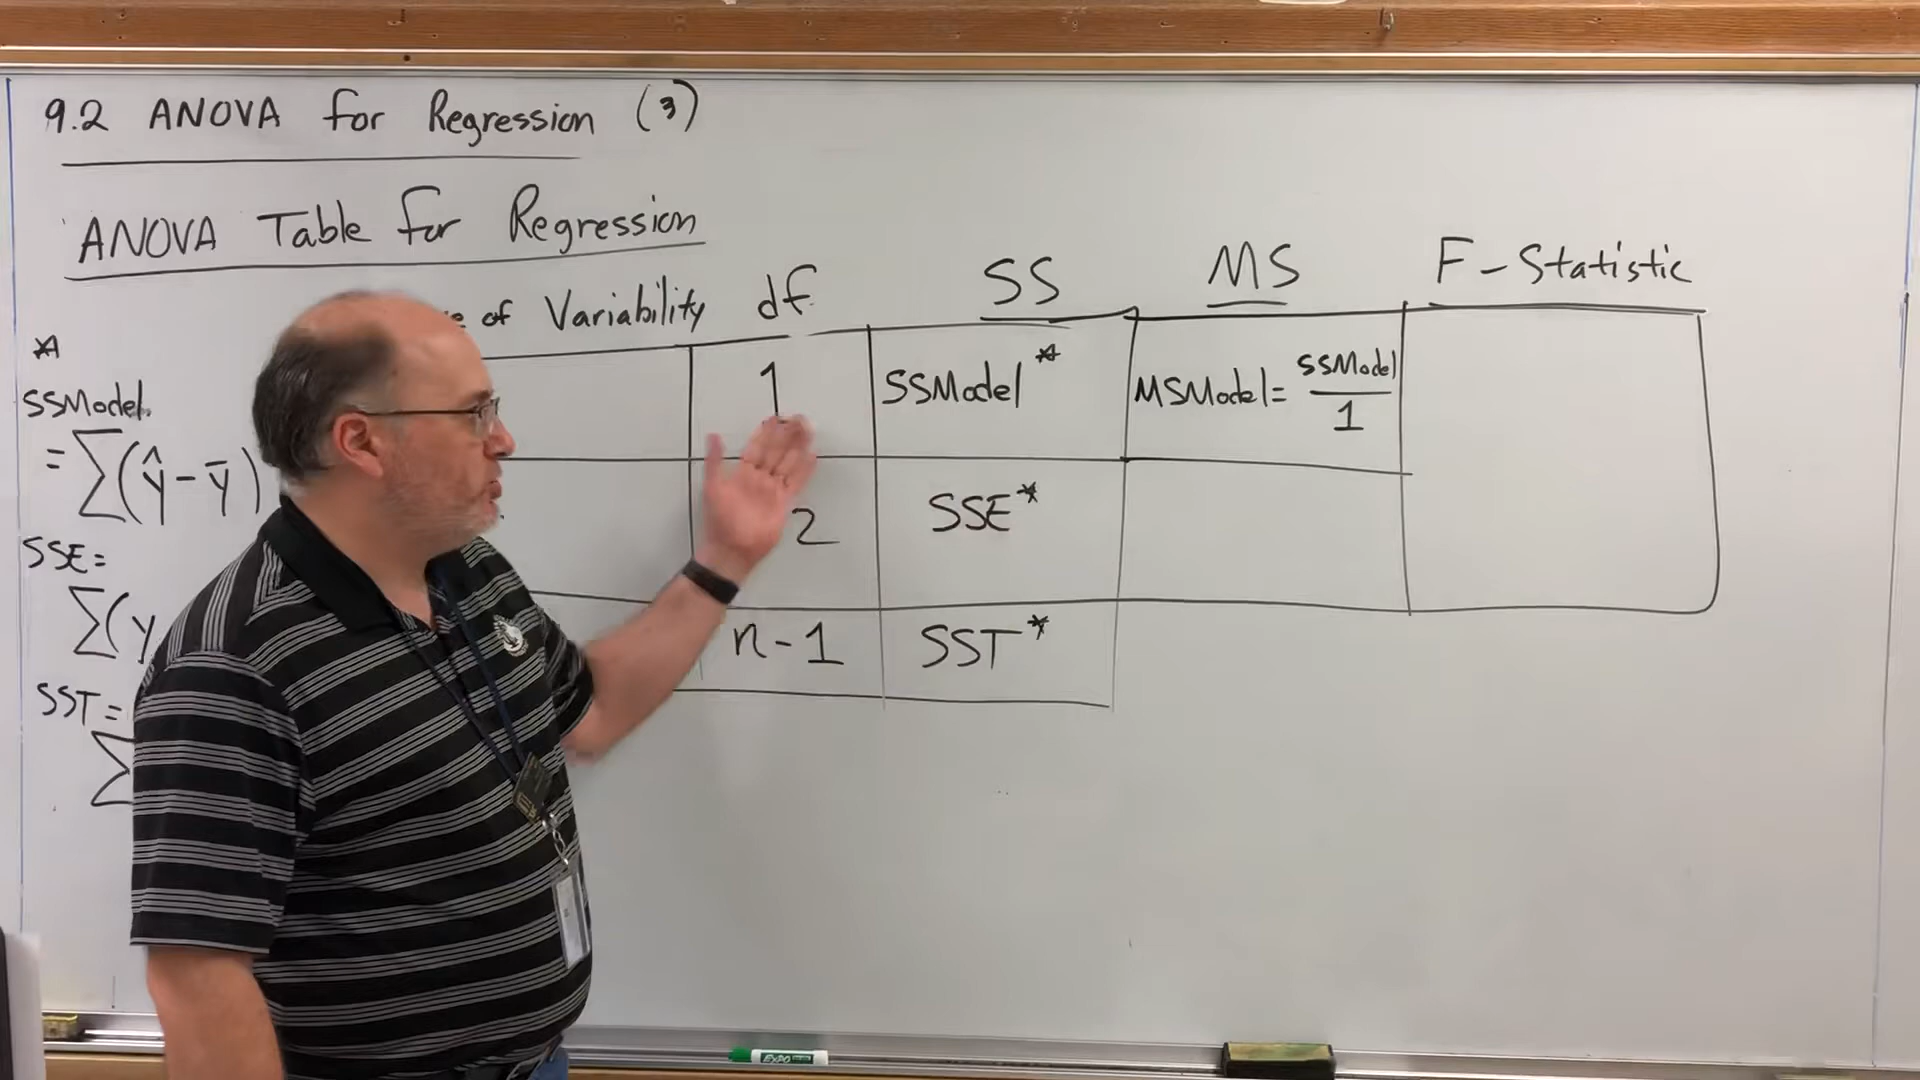 9.2 ANOVA for Regression (3)
ANOVA Table for Regression
of Variability df SS MS F-Statistic
*
SSModel
= ∑(ŷ-ȳ)
SSE=
∑(y
SST=
∑
1 SSModel* MSModel= SSModel/1
2 SSE*
n-1 SST*
EXPO